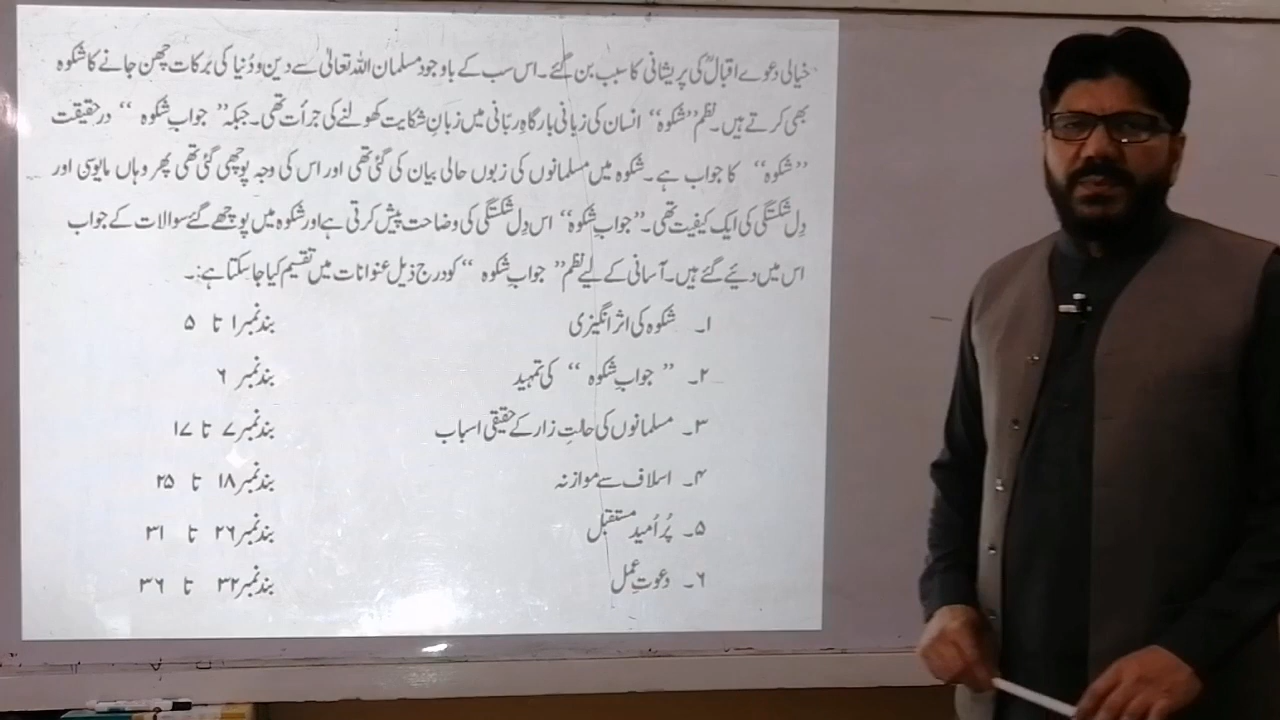 خیالی دعوے اقبالؒ کی پریشانی کا سبب بن گئے۔ اس سب کے باوجود مسلمان اللہ تعالیٰ سے دین و دُنیا کی برکات چھن جانے کا شکوہ
بھی کرتے ہیں۔ نظم ”شکوہ“ انسان کی زبانی بارگاہِ ربّانی میں زبانِ شکایت کھولنے کی جرأت تھی۔ جبکہ ”جوابِ شکوہ“ در حقیقت
”شکوہ“ کا جواب ہے۔ شکوہ میں مسلمانوں کی زبوں حالی بیان کی گئی تھی اور اس کی وجہ پوچھی گئی تھی پھر وہاں مایوسی اور
دِل شکستگی کی ایک کیفیت تھی۔ ”جوابِ شکوہ“ اس دِل شکستگی کی وضاحت پیش کرتی ہے اور شکوہ میں پوچھے گئے سوالات کے جواب
اس میں دیئے گئے ہیں۔ آسانی کے لیے نظم ”جوابِ شکوہ“ کو درج ذیل عنوانات میں تقسیم کیا جا سکتا ہے:۔
۱۔ شکوہ کی اثر انگیزی بند نمبر ۱ تا ۵
۲۔ ”جوابِ شکوہ“ کی تمہید بند نمبر ۶
۳۔ مسلمانوں کی حالتِ زار کے حقیقی اسباب بند نمبر ۷ تا ۱۷
۴۔ اسلاف سے موازنہ بند نمبر ۱۸ تا ۲۵
۵۔ پُر اُمید مستقبل بند نمبر ۲۶ تا ۳۱
۶۔ دعوتِ عمل بند نمبر ۳۲ تا ۳۶